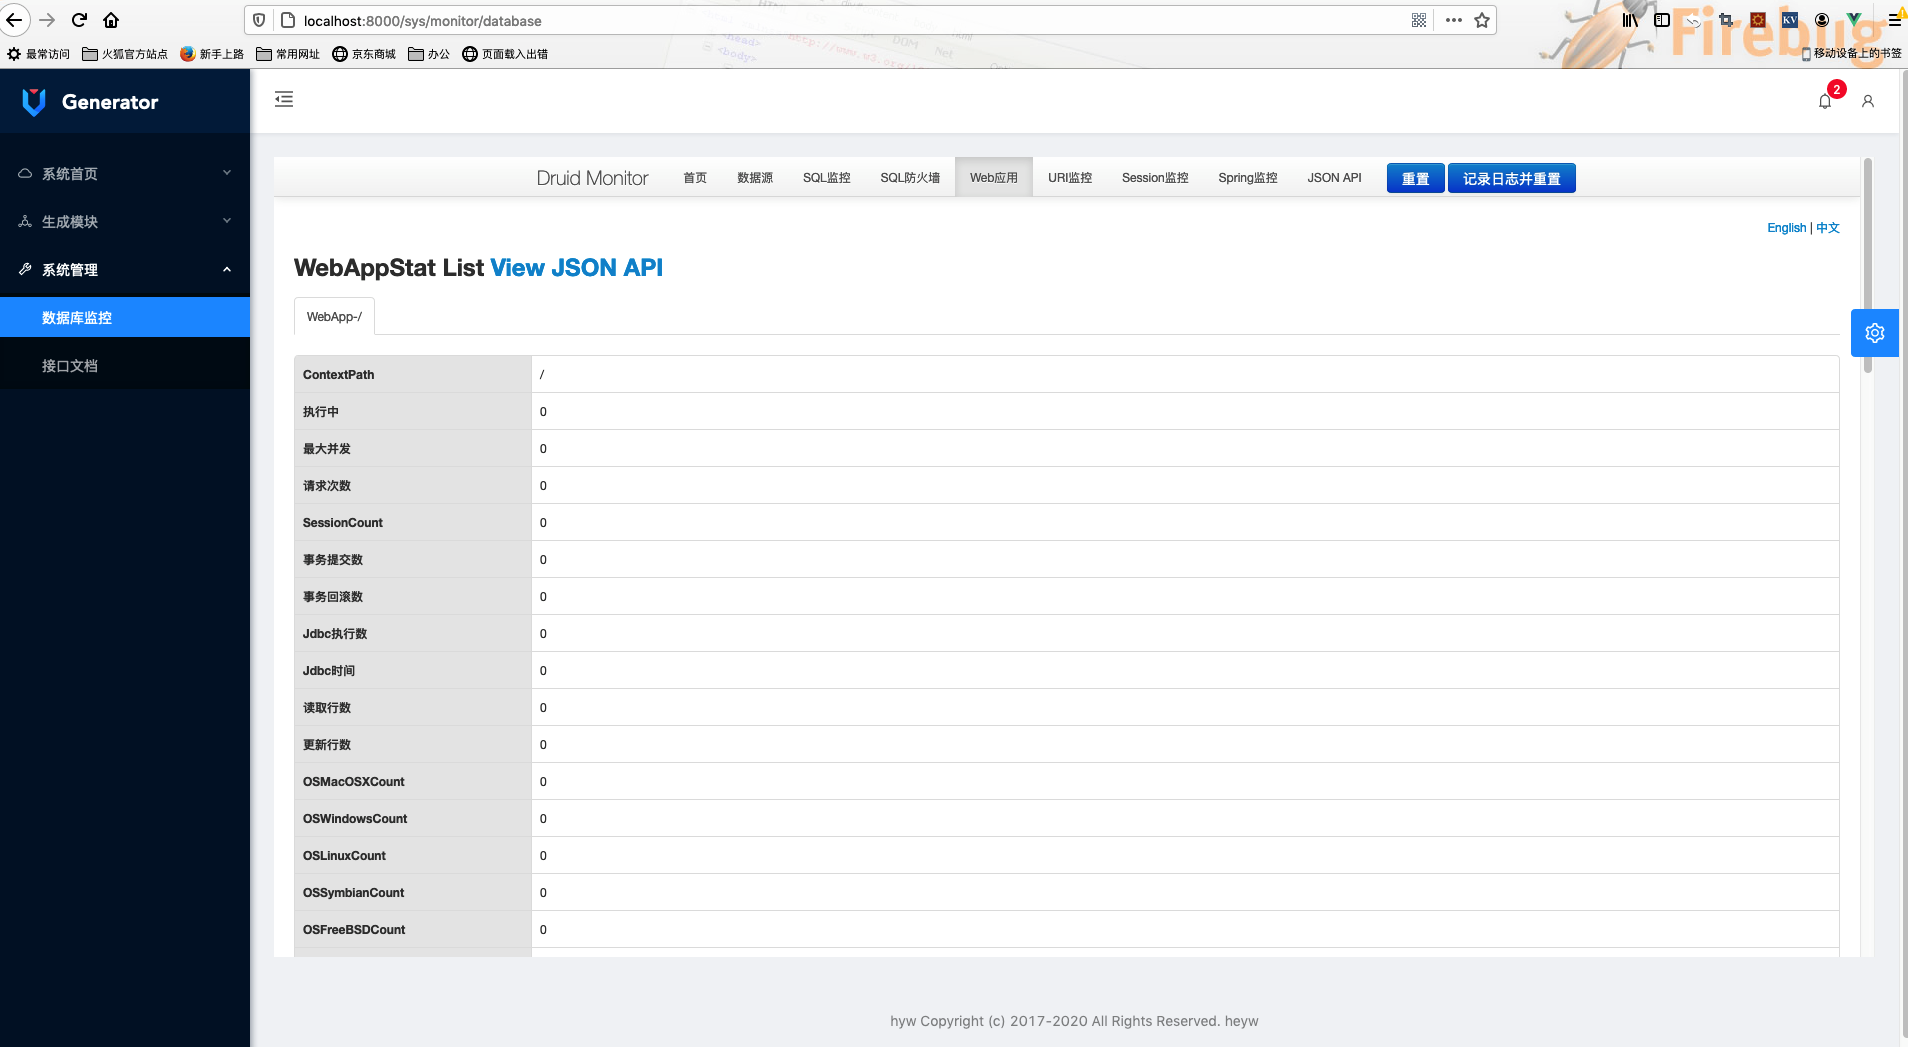 localhost:8000/sys/monitor/database
最常访问 火狐官方站点 新手上路 常用网址 京东商城 办公 页面载入出错 移动设备上的书签
Firebug
Generator
2
系统首页
生成模块
系统管理
数据库监控
接口文档
Druid Monitor 首页 数据源 SQL监控 SQL防火墙 Web应用 URI监控 Session监控 Spring监控 JSON API 重置 记录日志并重置
English | 中文
WebAppStat List View JSON API
WebApp-/
ContextPath /
执行中 0
最大并发 0
请求次数 0
SessionCount 0
事务提交数 0
事务回滚数 0
Jdbc执行数 0
Jdbc时间 0
读取行数 0
更新行数 0
OSMacOSXCount 0
OSWindowsCount 0
OSLinuxCount 0
OSSymbianCount 0
OSFreeBSDCount 0
hyw Copyright (c) 2017-2020 All Rights Reserved. heyw